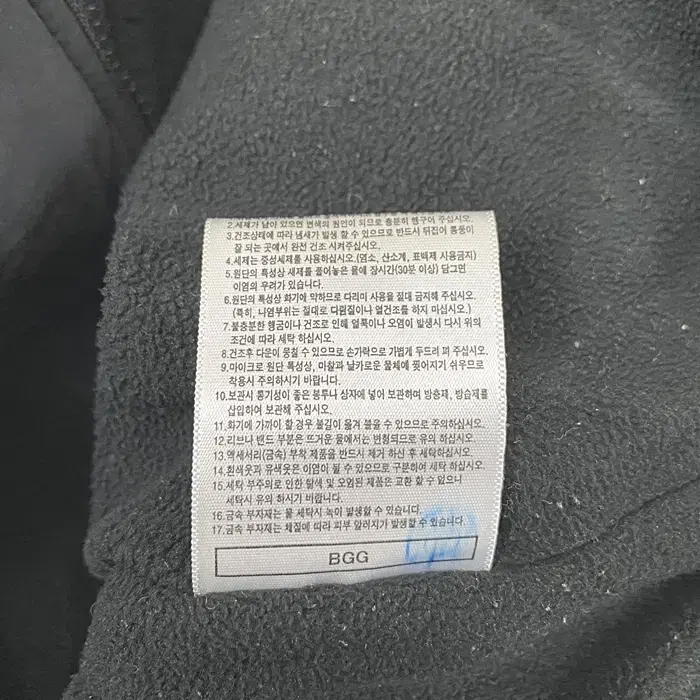 2.세제가 남아 있으면 변색의 원인이 되므로 충분히 헹구어 주십시오.
3.건조상태에 따라 냄새가 발생 할 수 있으므로 반드시 뒤집어 통풍이
잘 되는 곳에서 완전 건조 시켜주십시오.
4.세제는 중성세제를 사용하십시오.(염소, 산소계, 표백제 사용금지)
5.원단의 특성상 세제를 풀어놓은 물에 장시간(30분 이상) 담그면
이염의 우려가 있습니다.
6.원단의 특성상 화기에 약하므로 다리미 사용을 절대 금지해 주십시오.
(특히, 니염부위는 절대로 다림질이나 열건조를 하지 마십시오.)
7.불충분한 헹굼이나 건조로 인해 얼룩이나 오염이 발생시 다시 위의
조건에 따라 세탁 하십시오.
8.건조후 다운이 뭉칠 수 있으므로 손가락으로 가볍게 두드려 펴 주십시오.
9.마이크로 원단 특성상, 마찰과 날카로운 물체에 찢어지기 쉬우므로
착용시 주의하시기 바랍니다.
10.보관시 통기성이 좋은 봉투나 상자에 넣어 보관하며 방충제, 방습제를
삽입하여 보관해 주십시오.
11.화기에 가까이 할 경우 불길이 옮겨 붙을 수 있으므로 주의하십시오.
12.리브나 밴드 부분은 뜨거운 물에서는 변형되므로 유의 하십시오
13.액세서리(금속) 부착 제품을 반드시 제거 하신 후 세탁하십시오.
14.흰색옷과 유색옷은 이염이 될 수 있으므로 구분하여 세탁 하십시오.
15.세탁 부주의로 인한 탈색 및 오염된 제품은 교환 할 수 없으니
세탁시 유의 하시기 바랍니다.
16.금속 부자재는 물 세탁시 녹이 발생할 수 있습니다.
17.금속 부자재는 체질에 따라 피부 알러지가 발생할 수 있습니다.
BGG